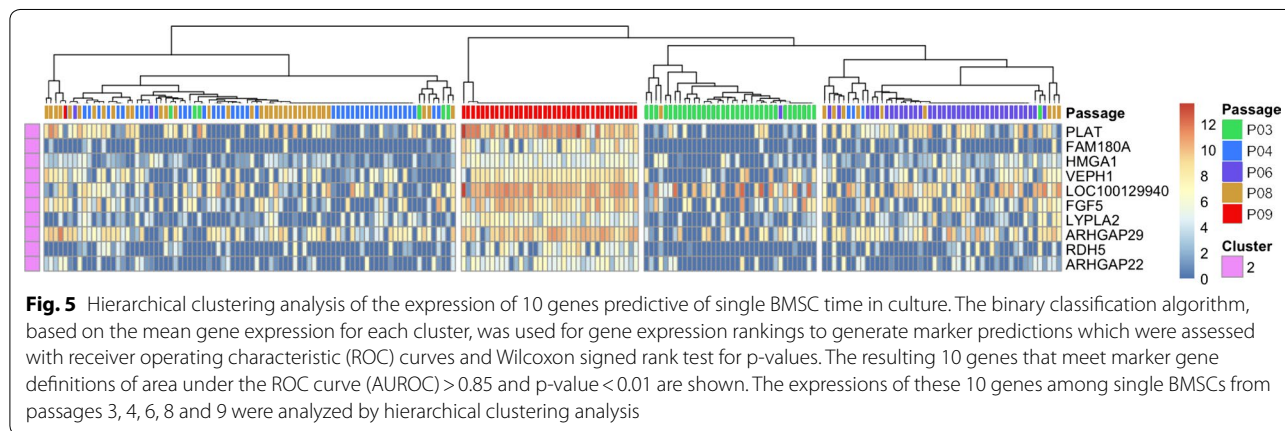 Passage
PLAT
FAM180A
HMGA1
VEPH1
LOC100129940
FGF5
LYPLA2
ARHGAP29
RDH5
ARHGAP22
12
10
8
6
4
2
0
Passage
P03
P04
P06
P08
P09
Cluster
2
Fig. 5 Hierarchical clustering analysis of the expression of 10 genes predictive of single BMSC time in culture. The binary classification algorithm,
based on the mean gene expression for each cluster, was used for gene expression rankings to generate marker predictions which were assessed
with receiver operating characteristic (ROC) curves and Wilcoxon signed rank test for p-values. The resulting 10 genes that meet marker gene
definitions of area under the ROC curve (AUROC) > 0.85 and p-value < 0.01 are shown. The expressions of these 10 genes among single BMSCs from
passages 3, 4, 6, 8 and 9 were analyzed by hierarchical clustering analysis